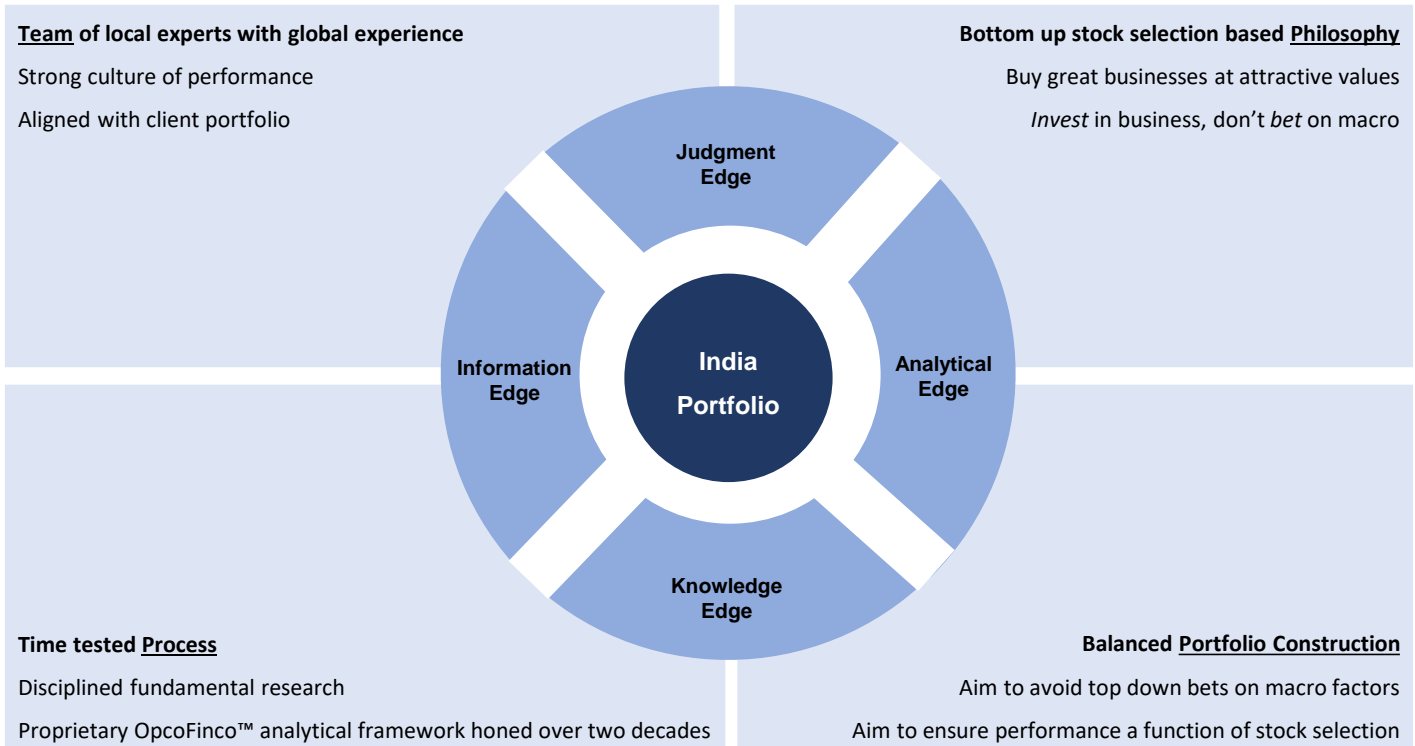 Team of local experts with global experience
Strong culture of performance
Aligned with client portfolio
Bottom up stock selection based Philosophy
Buy great businesses at attractive values
Invest in business, don’t bet on macro
Judgment
Edge
Information
Edge
India
Portfolio
Analytical
Edge
Knowledge
Edge
Time tested Process
Disciplined fundamental research
Proprietary OpcoFinco™ analytical framework honed over two decades
Balanced Portfolio Construction
Aim to avoid top down bets on macro factors
Aim to ensure performance a function of stock selection